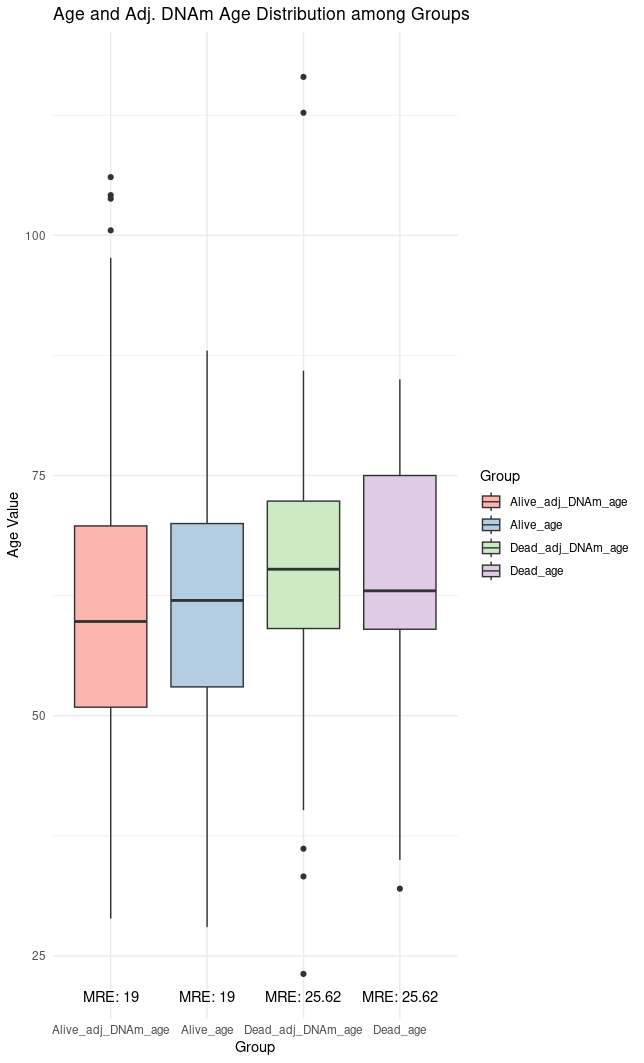 Age and Adj. DNAm Age Distribution among Groups
Age Value
100
75
50
25
MRE: 19 MRE: 19 MRE: 25.62 MRE: 25.62
Alive_adj_DNAm_age Alive_age Dead_adj_DNAm_age Dead_age
Group
Group
Alive_adj_DNAm_age
Alive_age
Dead_adj_DNAm_age
Dead_age